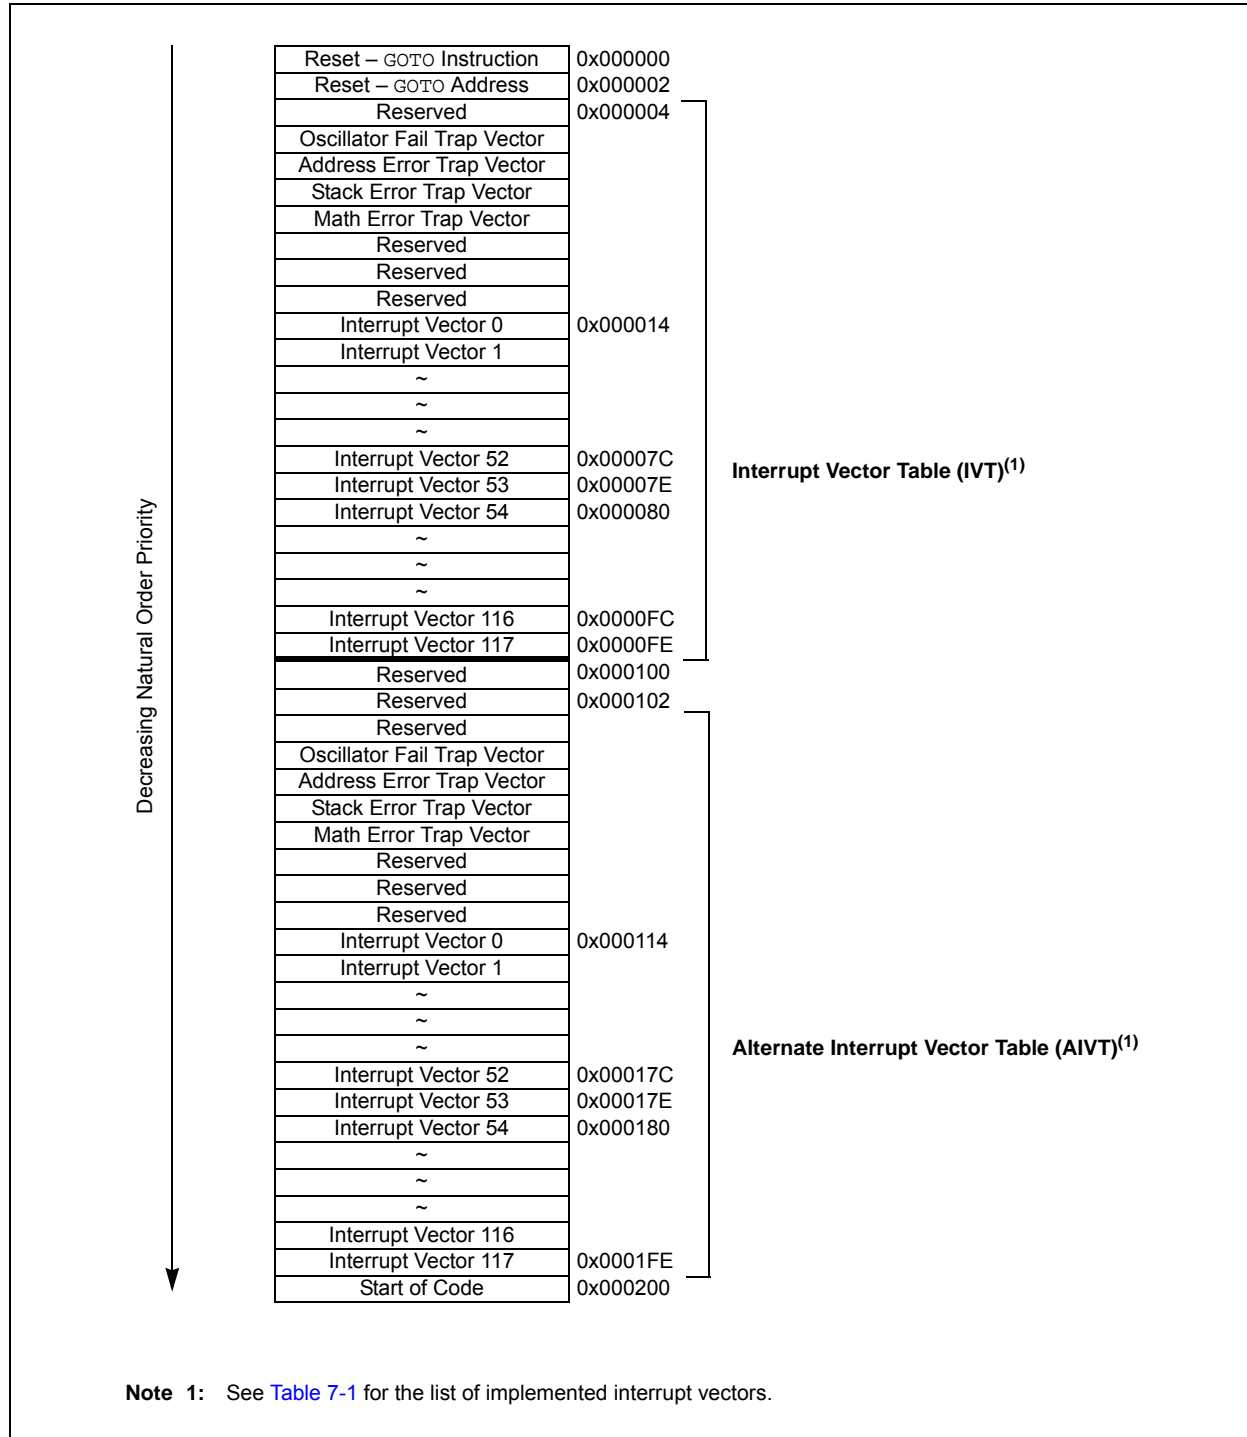 Reset – GOTO Instruction 0x000000
Reset – GOTO Address 0x000002
Reserved 0x000004
Oscillator Fail Trap Vector
Address Error Trap Vector
Stack Error Trap Vector
Math Error Trap Vector
Reserved
Reserved
Reserved
Interrupt Vector 0 0x000014
Interrupt Vector 1
~
~
~
Interrupt Vector 52 0x00007C
Interrupt Vector Table (IVT)(1)
Interrupt Vector 53 0x00007E
Interrupt Vector 54 0x000080
~
~
~
Interrupt Vector 116 0x0000FC
Interrupt Vector 117 0x0000FE
Reserved 0x000100
Reserved 0x000102
Reserved
Oscillator Fail Trap Vector
Address Error Trap Vector
Stack Error Trap Vector
Math Error Trap Vector
Reserved
Reserved
Reserved
Interrupt Vector 0 0x000114
Interrupt Vector 1
~
~
~
Alternate Interrupt Vector Table (AIVT)(1)
Interrupt Vector 52 0x00017C
Interrupt Vector 53 0x00017E
Interrupt Vector 54 0x000180
~
~
~
Interrupt Vector 116
Interrupt Vector 117 0x0001FE
Start of Code 0x000200
Decreasing Natural Order Priority
Note 1: See Table 7-1 for the list of implemented interrupt vectors.